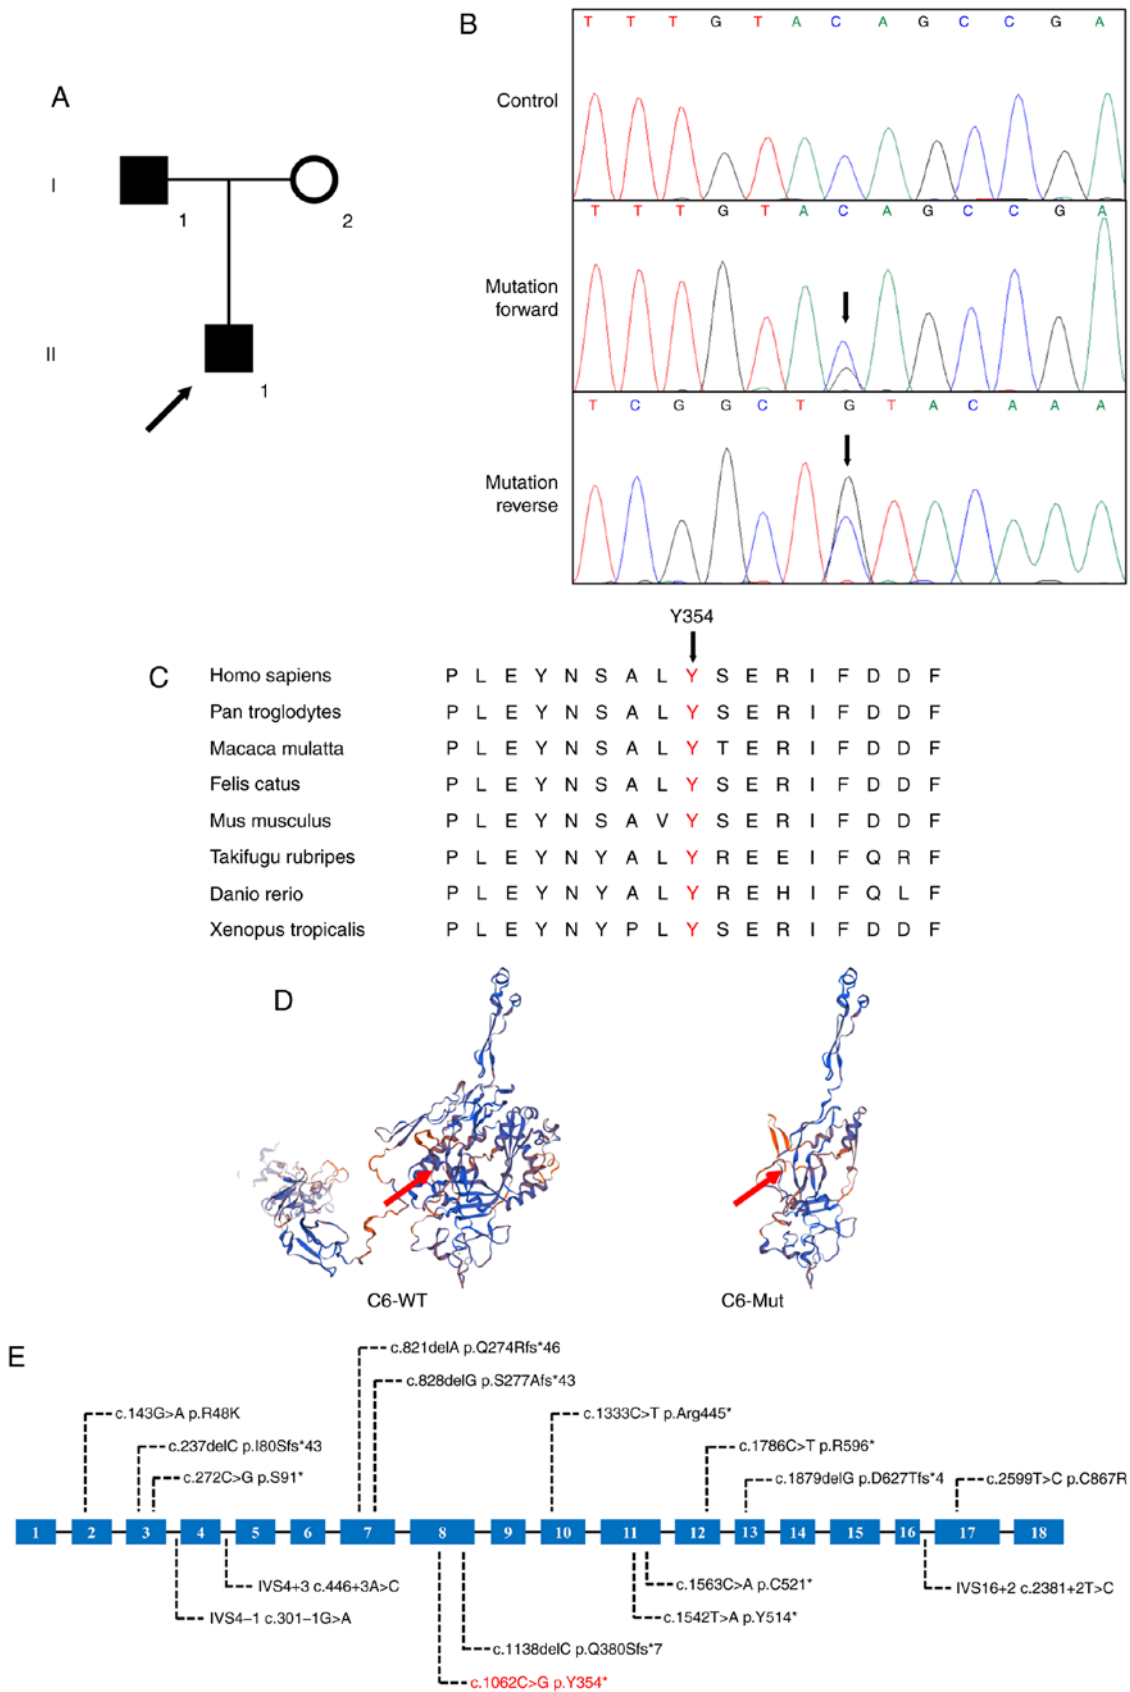 A
I
1
2
II
1
B
T T T G T A C A G C C G A
Control
T T T G T A C A G C C G A
Mutation
forward
T C G G C T G T A C A A A
Mutation
reverse
Y354
C
Homo sapiens P L E Y N S A L Y S E R I F D D F
Pan troglodytes P L E Y N S A L Y S E R I F D D F
Macaca mulatta P L E Y N S A L Y T E R I F D D F
Felis catus P L E Y N S A L Y S E R I F D D F
Mus musculus P L E Y N S A V Y S E R I F D D F
Takifugu rubripes P L E Y N Y A L Y R E E I F Q R F
Danio rerio P L E Y N Y A L Y R E H I F Q L F
Xenopus tropicalis P L E Y N Y P L Y S E R I F D D F
D
C6-WT
C6-Mut
E
c.821delA p.Q274Rfs*46
c.828delG p.S277Afs*43
c.143G>A p.R48K
c.1333C>T p.Arg445*
c.237delC p.I80Sfs*43
c.1786C>T p.R596*
c.272C>G p.S91*
c.1879delG p.D627Tfs*4
c.2599T>C p.C867R
1 2 3 4 5 6 7 8 9 10 11 12 13 14 15 16 17 18
IVS4+3 c.446+3A>C
c.1563C>A p.C521*
IVS16+2 c.2381+2T>C
IVS4–1 c.301–1G>A
c.1542T>A p.Y514*
c.1138delC p.Q380Sfs*7
c.1062C>G p.Y354*